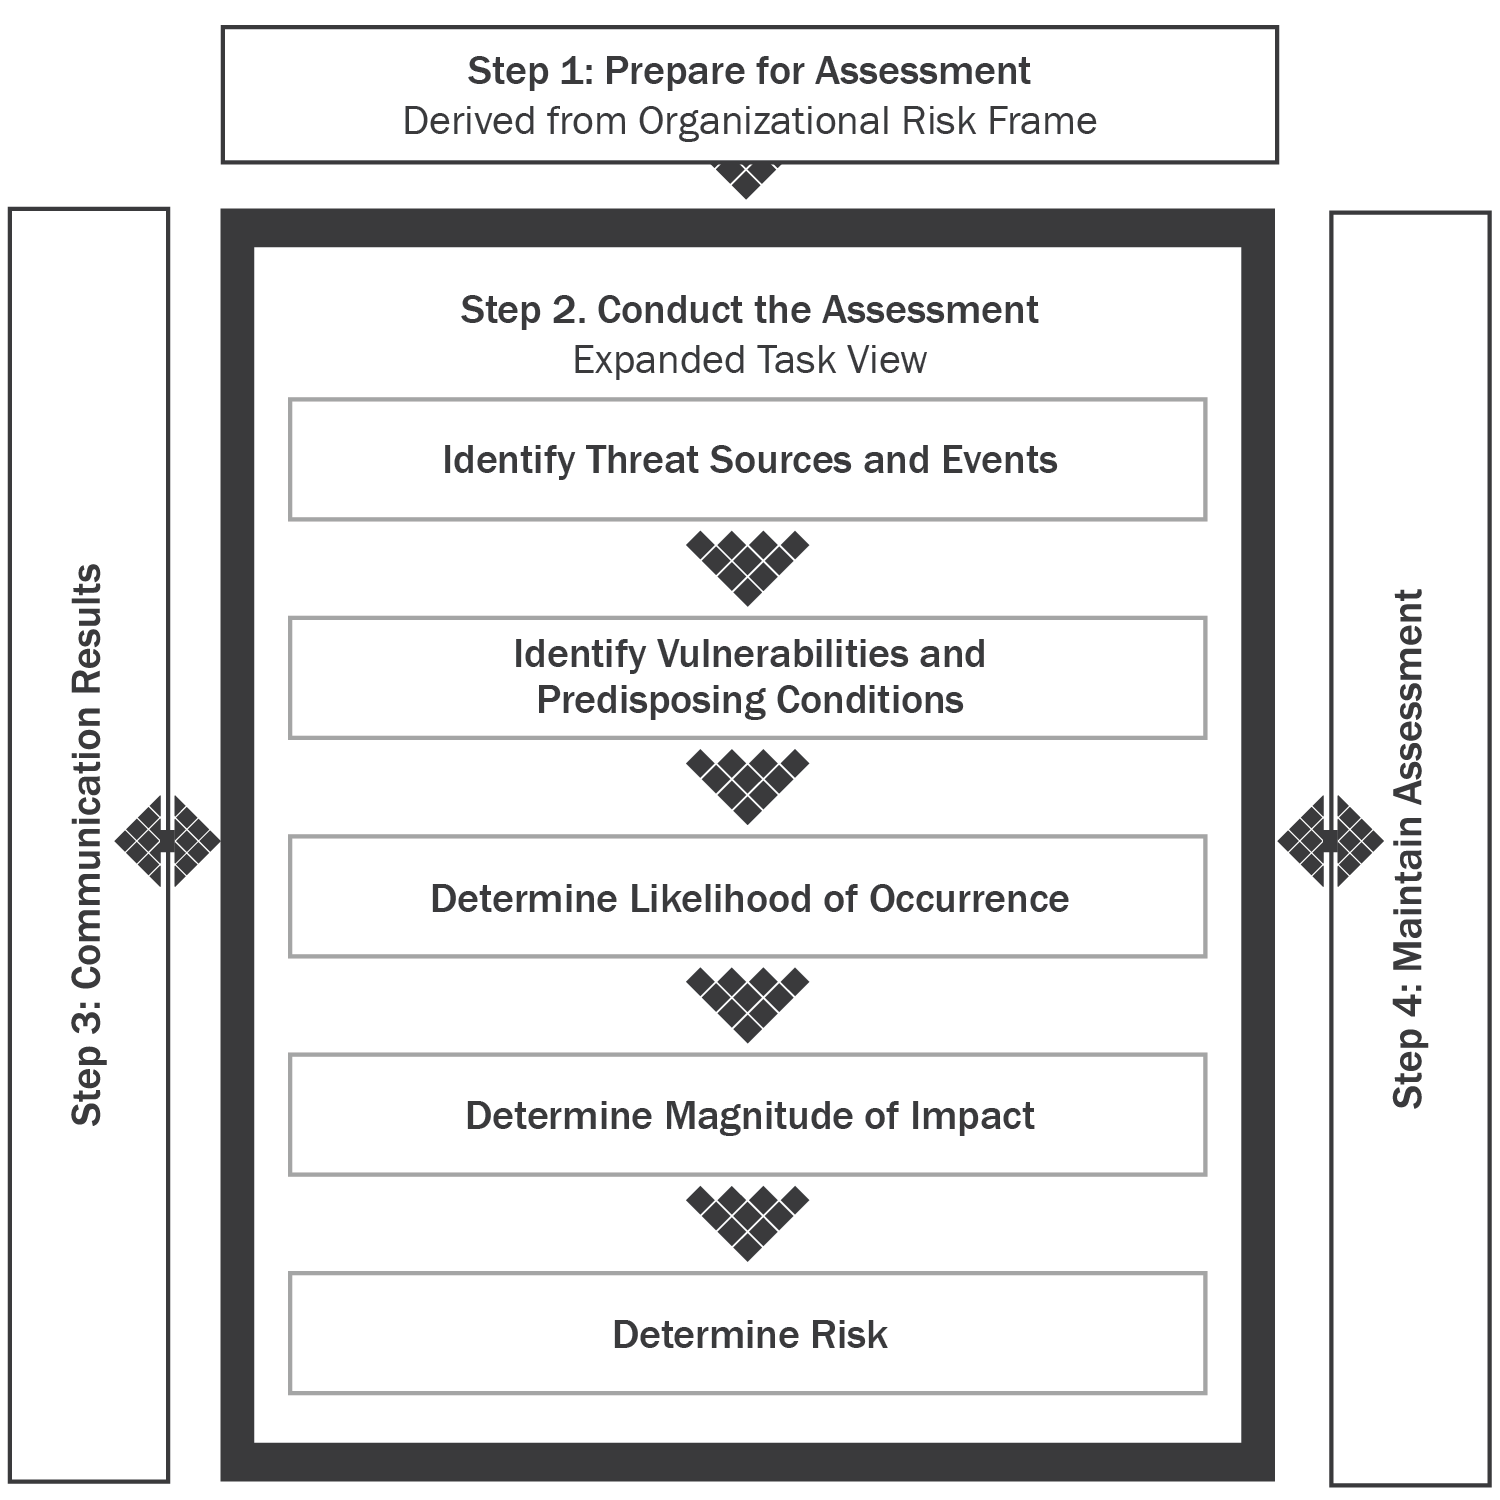 Step 1: Prepare for Assessment
Derived from Organizational Risk Frame
Step 3: Communication Results
Step 2. Conduct the Assessment
Expanded Task View
Identify Threat Sources and Events
Identify Vulnerabilities and
Predisposing Conditions
Determine Likelihood of Occurrence
Determine Magnitude of Impact
Determine Risk
Step 4: Maintain Assessment